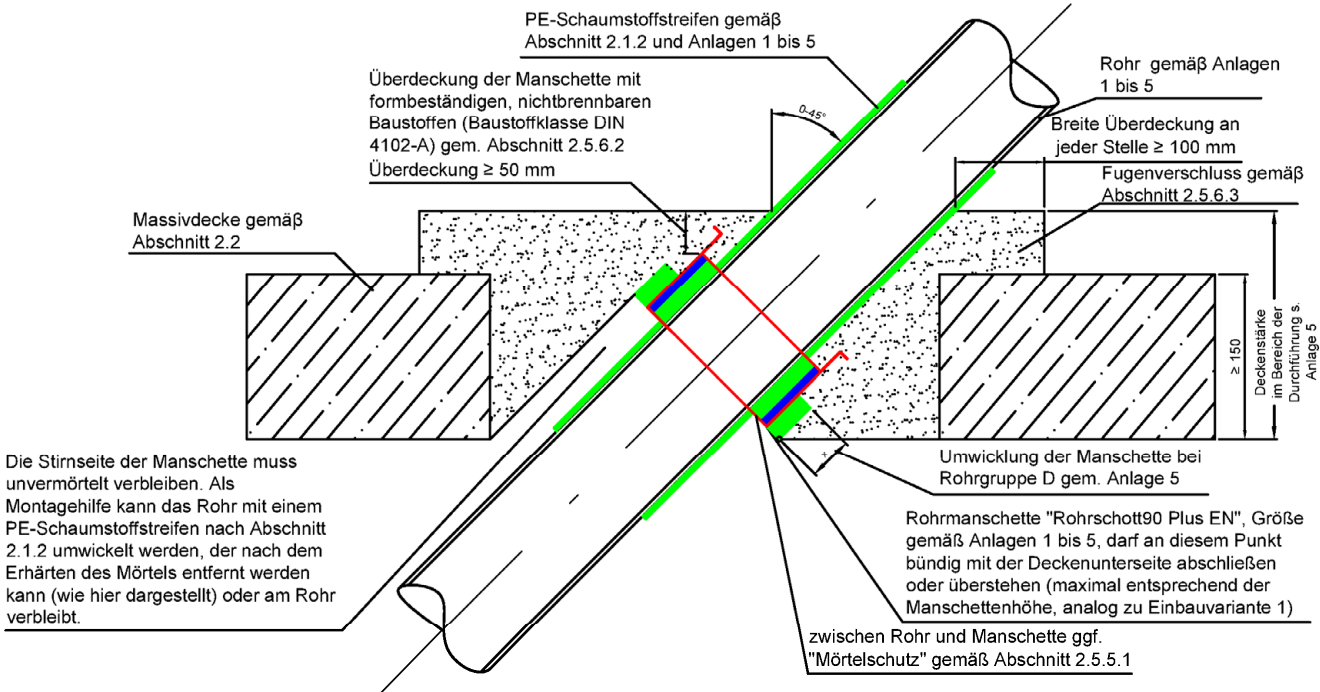 PE-Schaumstoffstreifen gemäß
Abschnitt 2.1.2 und Anlagen 1 bis 5
Überdeckung der Manschette mit
formbeständigen, nichtbrennbaren
Baustoffen (Baustoffklasse DIN
4102-A) gem. Abschnitt 2.5.6.2
Überdeckung ≥ 50 mm
0-45°
Rohr gemäß Anlagen
1 bis 5
Breite Überdeckung an
jeder Stelle ≥ 100 mm
Fugenverschluss gemäß
Abschnitt 2.5.6.3
Massivdecke gemäß
Abschnitt 2.2
≥ 150
Deckenstärke
im Bereich der
Durchführung s.
Anlage 5
x
Die Stirnseite der Manschette muss
unvermörtelt verbleiben. Als
Montagehilfe kann das Rohr mit einem
PE-Schaumstoffstreifen nach Abschnitt
2.1.2 umwickelt werden, der nach dem
Erhärten des Mörtels entfernt werden
kann (wie hier dargestellt) oder am Rohr
verbleibt.
Umwicklung der Manschette bei
Rohrgruppe D gem. Anlage 5
Rohrmanschette "Rohrschott90 Plus EN", Größe
gemäß Anlagen 1 bis 5, darf an diesem Punkt
bündig mit der Deckenunterseite abschließen
oder überstehen (maximal entsprechend der
Manschettenhöhe, analog zu Einbauvariante 1)
zwischen Rohr und Manschette ggf.
"Mörtelschutz" gemäß Abschnitt 2.5.5.1